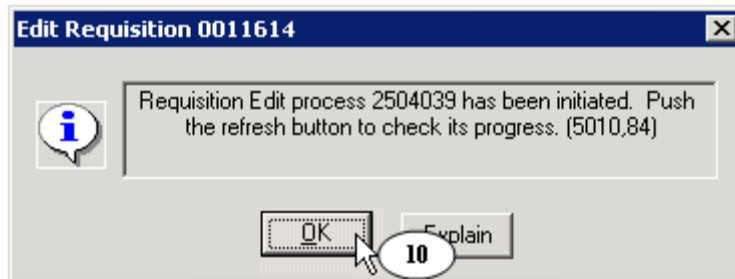 Edit Requisition 0011614
Requisition Edit process 2504039 has been initiated.  Push
the refresh button to check its progress. (5010,84)
OK
10
Explain